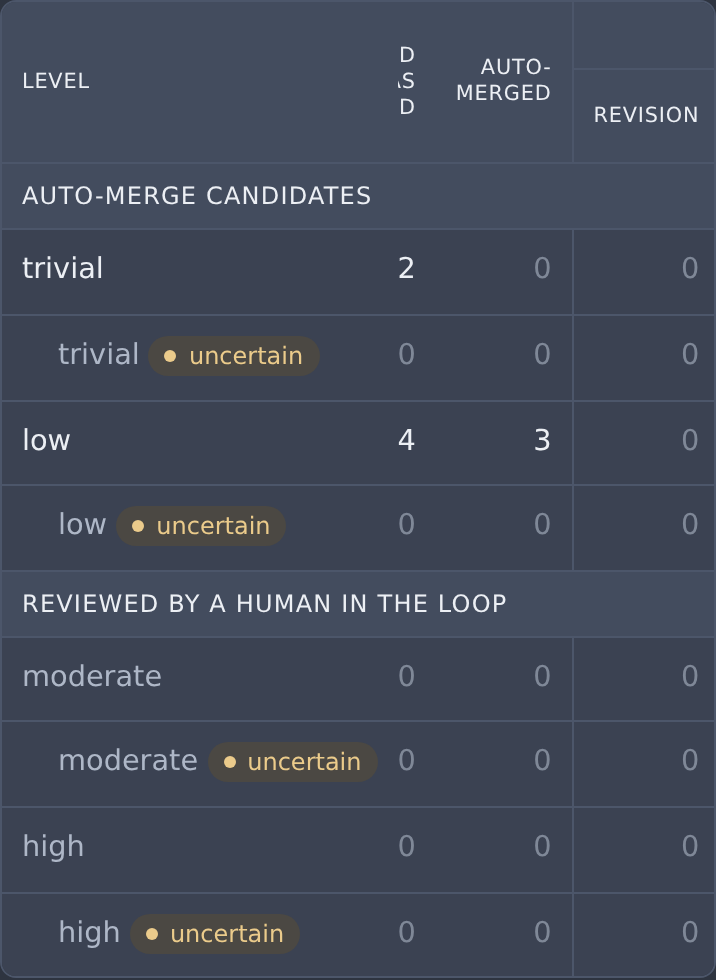 LEVEL
D
D
AUTO-
MERGED
REVISION
AUTO-MERGE CANDIDATES
trivial 2 0 0
trivial uncertain 0 0 0
low 4 3 0
low uncertain 0 0 0
REVIEWED BY A HUMAN IN THE LOOP
moderate 0 0 0
moderate uncertain 0 0 0
high 0 0 0
high uncertain 0 0 0